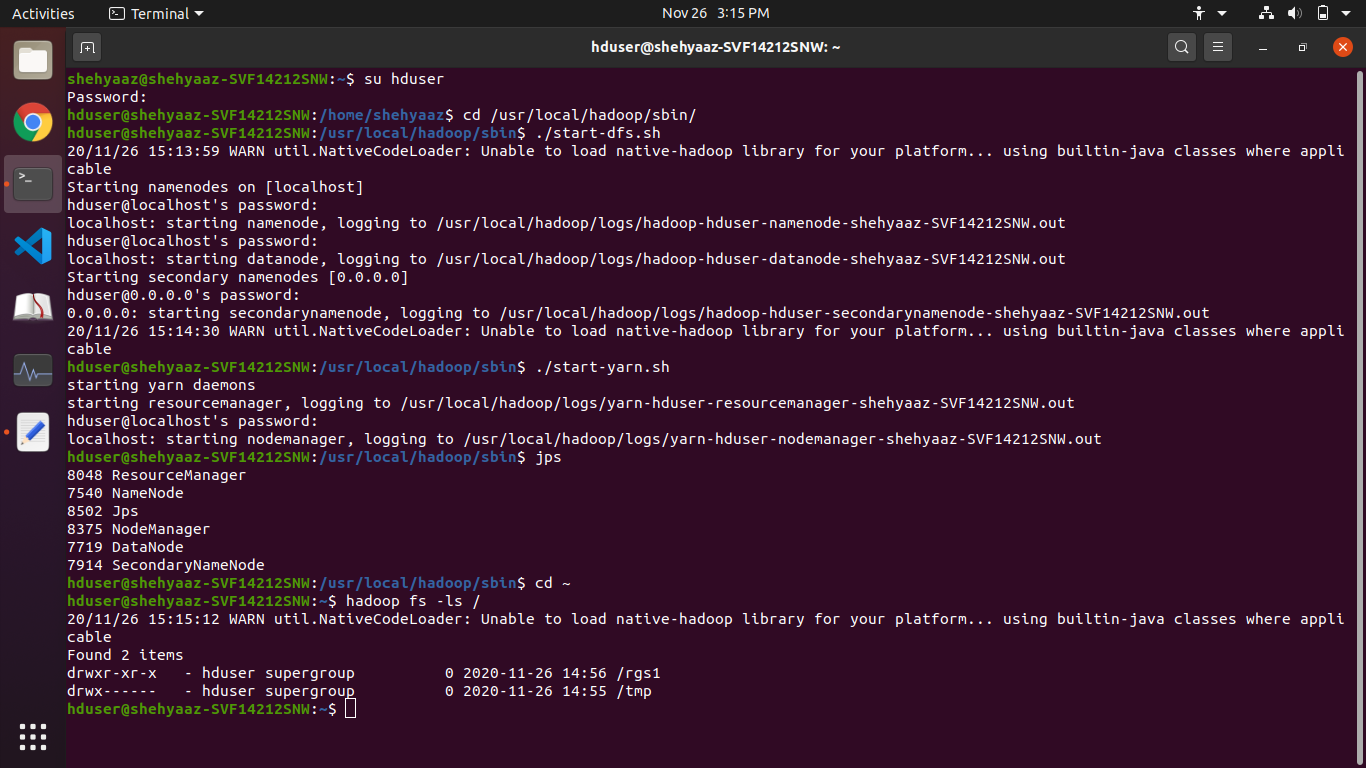 Activities Terminal Nov 26 3:15 PM
hduser@shehyaaz-SVF14212SNW: ~
shehyaaz@shehyaaz-SVF14212SNW:~$ su hduser
Password:
hduser@shehyaaz-SVF14212SNW:/home/shehyaaz$ cd /usr/local/hadoop/sbin/
hduser@shehyaaz-SVF14212SNW:/usr/local/hadoop/sbin$ ./start-dfs.sh
20/11/26 15:13:59 WARN util.NativeCodeLoader: Unable to load native-hadoop library for your platform... using builtin-java classes where appli
cable
Starting namenodes on [localhost]
hduser@localhost's password:
localhost: starting namenode, logging to /usr/local/hadoop/logs/hadoop-hduser-namenode-shehyaaz-SVF14212SNW.out
hduser@localhost's password:
localhost: starting datanode, logging to /usr/local/hadoop/logs/hadoop-hduser-datanode-shehyaaz-SVF14212SNW.out
Starting secondary namenodes [0.0.0.0]
hduser@0.0.0.0's password:
0.0.0.0: starting secondarynamenode, logging to /usr/local/hadoop/logs/hadoop-hduser-secondarynamenode-shehyaaz-SVF14212SNW.out
20/11/26 15:14:30 WARN util.NativeCodeLoader: Unable to load native-hadoop library for your platform... using builtin-java classes where appli
cable
hduser@shehyaaz-SVF14212SNW:/usr/local/hadoop/sbin$ ./start-yarn.sh
starting yarn daemons
starting resourcemanager, logging to /usr/local/hadoop/logs/yarn-hduser-resourcemanager-shehyaaz-SVF14212SNW.out
hduser@localhost's password:
localhost: starting nodemanager, logging to /usr/local/hadoop/logs/yarn-hduser-nodemanager-shehyaaz-SVF14212SNW.out
hduser@shehyaaz-SVF14212SNW:/usr/local/hadoop/sbin$ jps
8048 ResourceManager
7540 NameNode
8502 Jps
8375 NodeManager
7719 DataNode
7914 SecondaryNameNode
hduser@shehyaaz-SVF14212SNW:/usr/local/hadoop/sbin$ cd ~
hduser@shehyaaz-SVF14212SNW:~$ hadoop fs -ls /
20/11/26 15:15:12 WARN util.NativeCodeLoader: Unable to load native-hadoop library for your platform... using builtin-java classes where appli
cable
Found 2 items
drwxr-xr-x   - hduser supergroup          0 2020-11-26 14:56 /rgs1
drwx------   - hduser supergroup          0 2020-11-26 14:55 /tmp
hduser@shehyaaz-SVF14212SNW:~$